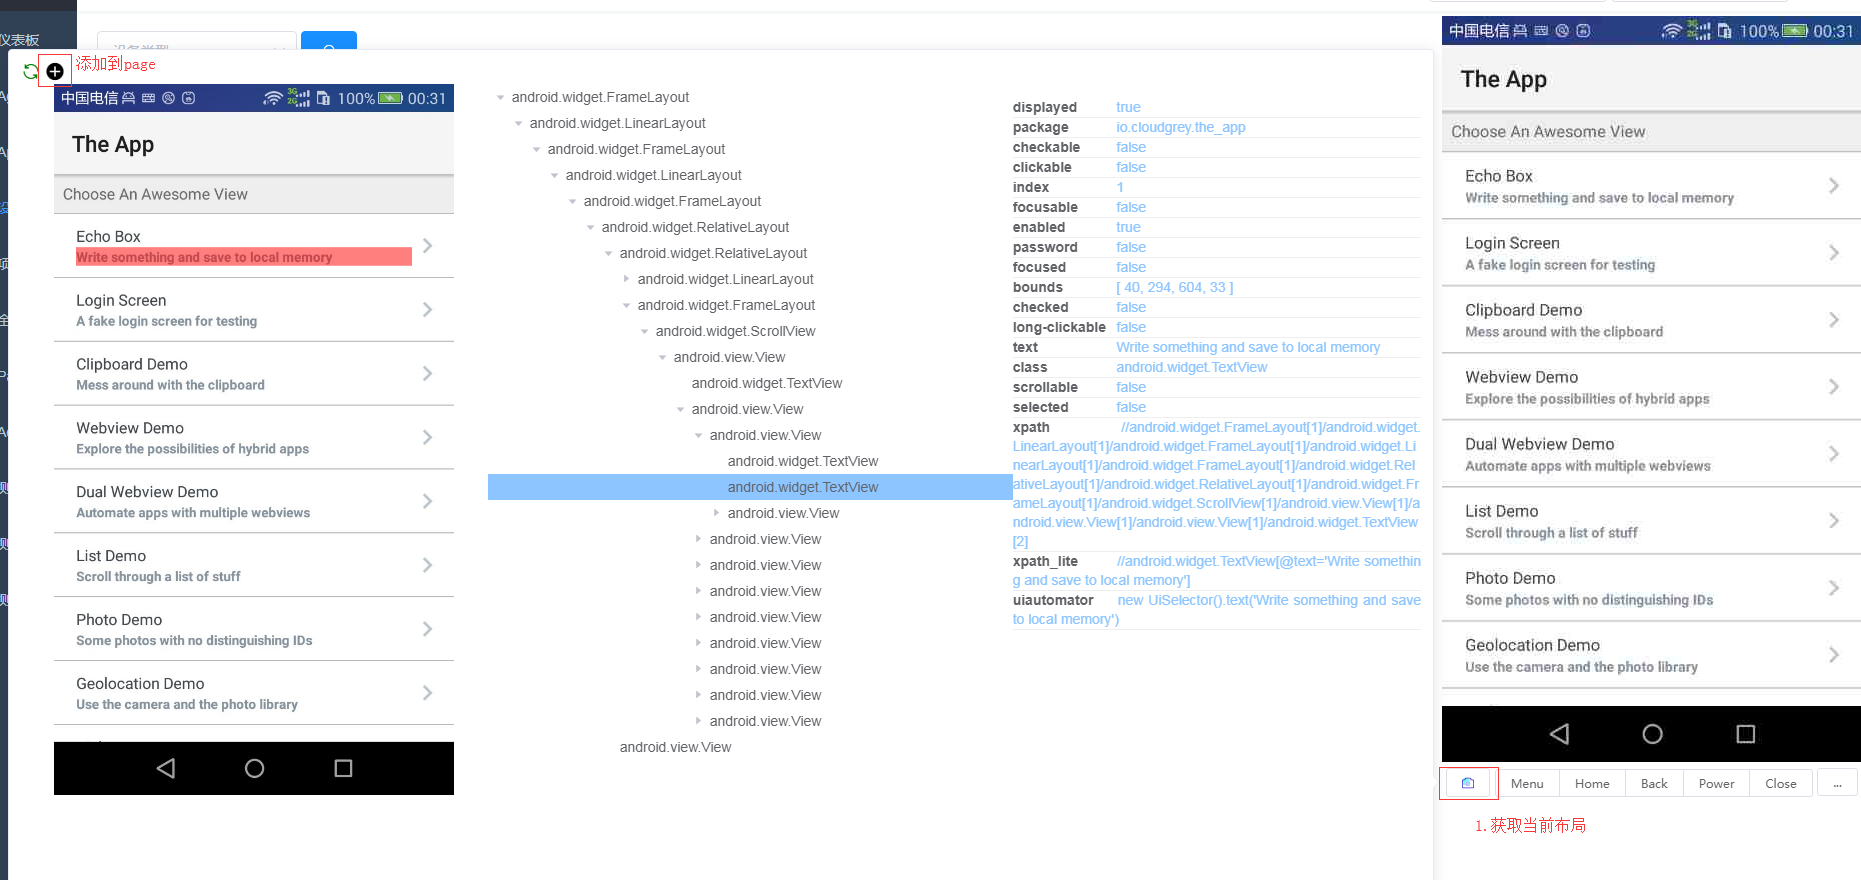 仪表板
添加到page
中国电信 100% 00:31
The App
Choose An Awesome View
Echo Box
Write something and save to local memory
Login Screen
A fake login screen for testing
Clipboard Demo
Mess around with the clipboard
Webview Demo
Explore the possibilities of hybrid apps
Dual Webview Demo
Automate apps with multiple webviews
List Demo
Scroll through a list of stuff
Photo Demo
Some photos with no distinguishing IDs
Geolocation Demo
Use the camera and the photo library
android.widget.FrameLayout
android.widget.LinearLayout
android.widget.FrameLayout
android.widget.LinearLayout
android.widget.FrameLayout
android.widget.RelativeLayout
android.widget.RelativeLayout
android.widget.LinearLayout
android.widget.FrameLayout
android.widget.ScrollView
android.view.View
android.widget.TextView
android.view.View
android.view.View
android.widget.TextView
android.widget.TextView
android.view.View
android.view.View
android.view.View
android.view.View
android.view.View
android.view.View
android.view.View
android.view.View
android.view.View
android.view.View
displayed true
package io.cloudgrey.the_app
checkable false
clickable false
index 1
focusable false
enabled true
password false
focused false
bounds [ 40, 294, 604, 33 ]
checked false
long-clickable false
text Write something and save to local memory
class android.widget.TextView
scrollable false
selected false
xpath //android.widget.FrameLayout[1]/android.widget.
LinearLayout[1]/android.widget.FrameLayout[1]/android.widget.Li
nearLayout[1]/android.widget.FrameLayout[1]/android.widget.Rel
ativeLayout[1]/android.widget.RelativeLayout[1]/android.widget.Fr
ameLayout[1]/android.widget.ScrollView[1]/android.view.View[1]/a
ndroid.view.View[1]/android.view.View[1]/android.widget.TextView
[2]
xpath_lite //android.widget.TextView[@text='Write somethin
g and save to local memory']
uiautomator new UiSelector().text('Write something and save
to local memory')
中国电信 100% 00:31
The App
Choose An Awesome View
Echo Box
Write something and save to local memory
Login Screen
A fake login screen for testing
Clipboard Demo
Mess around with the clipboard
Webview Demo
Explore the possibilities of hybrid apps
Dual Webview Demo
Automate apps with multiple webviews
List Demo
Scroll through a list of stuff
Photo Demo
Some photos with no distinguishing IDs
Geolocation Demo
Use the camera and the photo library
Menu Home Back Power Close ...
1. 获取当前布局